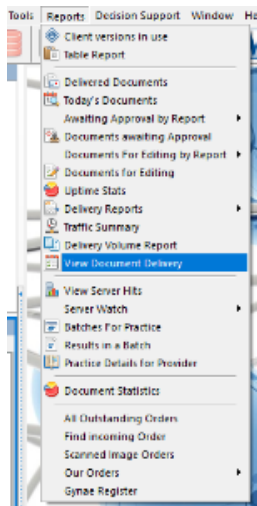 Tools Reports Decision Support Window He
Client versions in use
Table Report
Delivered Documents
Today's Documents
Awaiting Approval by Report
Documents awaiting Approval
Documents For Editing by Report
Documents for Editing
Uptime Stats
Delivery Reports
Traffic Summary
Delivery Volume Report
View Document Delivery
View Server Hits
Server Watch
Batches For Practice
Results in a Batch
Practice Details for Provider
Document Statistics
All Outstanding Orders
Find incoming Order
Scanned Image Orders
Our Orders
Gynae Register